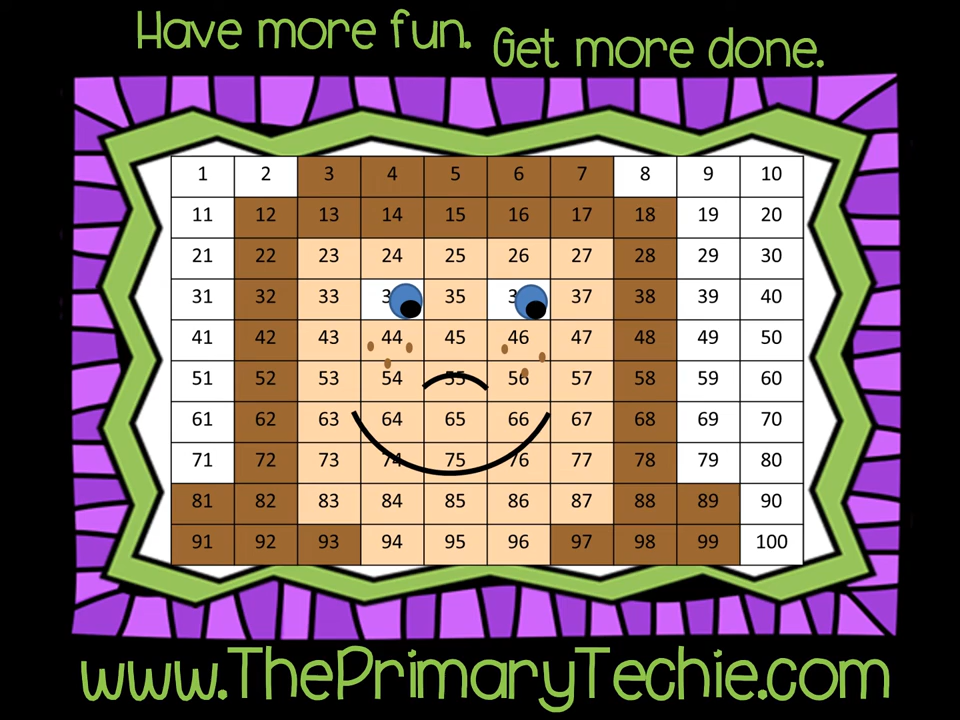 Have more fun. Get more done.
1 2 3 4 5 6 7 8 9 10
11 12 13 14 15 16 17 18 19 20
21 22 23 24 25 26 27 28 29 30
31 32 33 35 37 38 39 40
41 42 43 44 45 46 47 48 49 50
51 52 53 54 55 56 57 58 59 60
61 62 63 64 65 66 67 68 69 70
71 72 73 74 75 76 77 78 79 80
81 82 83 84 85 86 87 88 89 90
91 92 93 94 95 96 97 98 99 100
www.ThePrimaryTechie.com